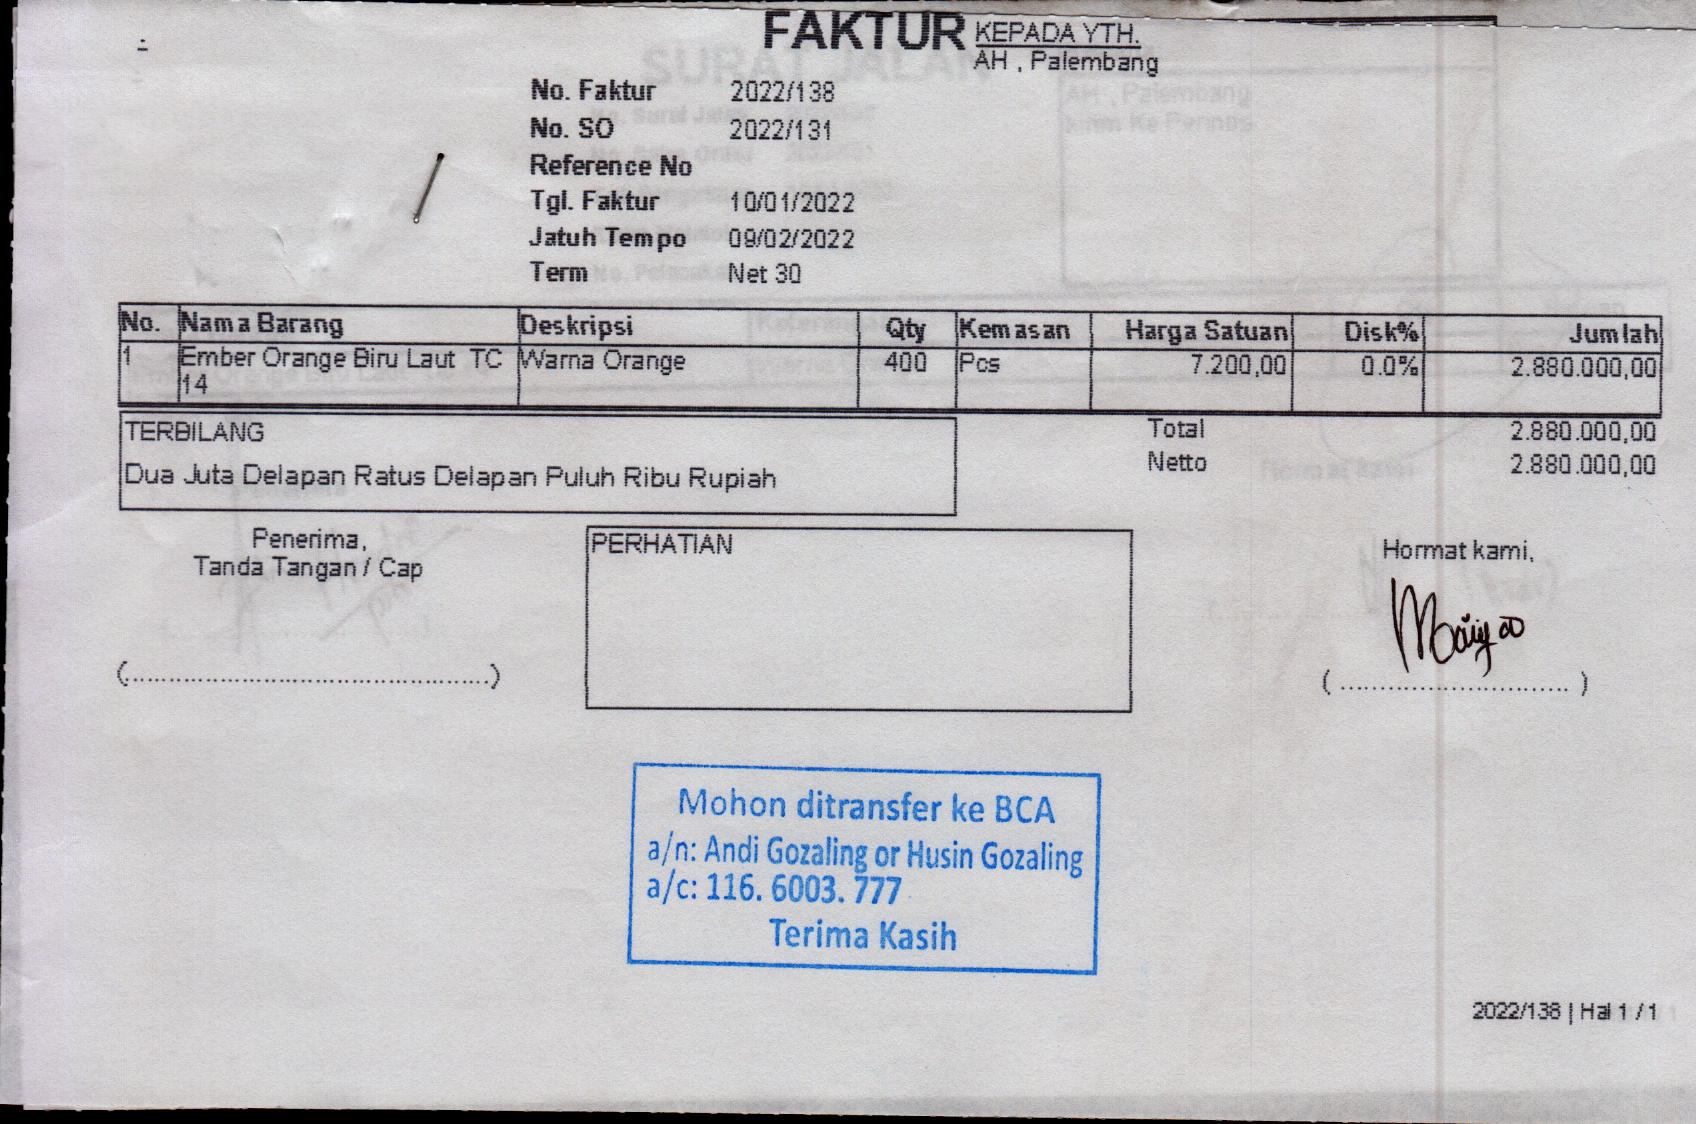 FAKTUR
KEPADA YTH.
AH , Palembang
No. Faktur 2022/138
No. SO 2022/131
Reference No
Tgl. Faktur 10/01/2022
Jatuh Tempo 09/02/2022
Term Net 30
No. Nama Barang Deskripsi Qty Kemasan Harga Satuan Disk% Jumlah
1 Ember Orange Biru Laut TC Warna Orange 400 Pcs 7.200,00 0.0% 2.880.000,00
14
TERBILANG
Dua Juta Delapan Ratus Delapan Puluh Ribu Rupiah
Total 2.880.000,00
Netto 2.880.000,00
Penerima,
Tanda Tangan / Cap
(................................................)
PERHATIAN
Hormat kami,
( ............................. )
Mohon ditransfer ke BCA
a/n: Andi Gozaling or Husin Gozaling
a/c: 116. 6003. 777
Terima Kasih
2022/138 | Hal 1 / 1